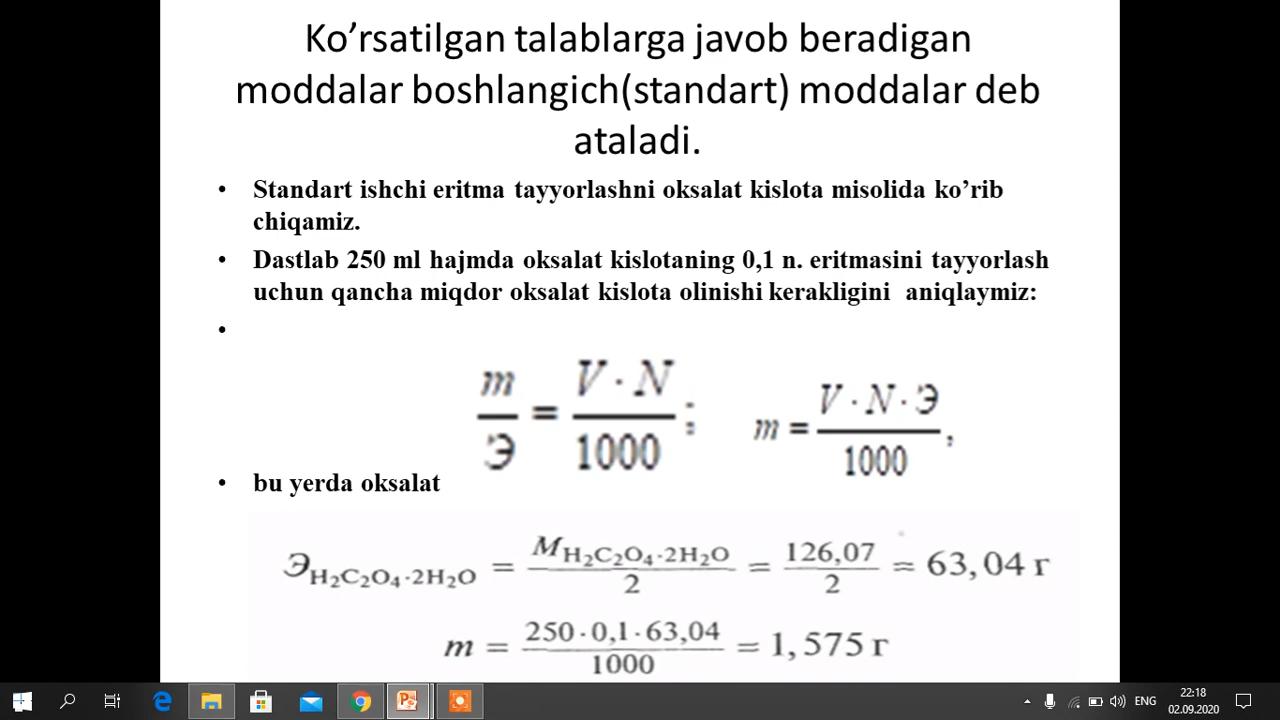 Ko’rsatilgan talablarga javob beradigan
moddalar boshlangich(standart) moddalar deb
ataladi.
• Standart ishchi eritma tayyorlashni oksalat kislota misolida ko’rib
chiqamiz.
• Dastlab 250 ml hajmda oksalat kislotaning 0,1 n. eritmasini tayyorlash
uchun qancha miqdor oksalat kislota olinishi kerakligini aniqlaymiz:
•
m/Э = V · N/1000; m = V · N · Э/1000,
• bu yerda oksalat
Э H₂C₂O₄·2H₂O = M H₂C₂O₄·2H₂O/2 = 126,07/2 = 63,04 г
m = 250 · 0,1 · 63,04/1000 = 1,575 г
ENG
22:18
02.09.2020